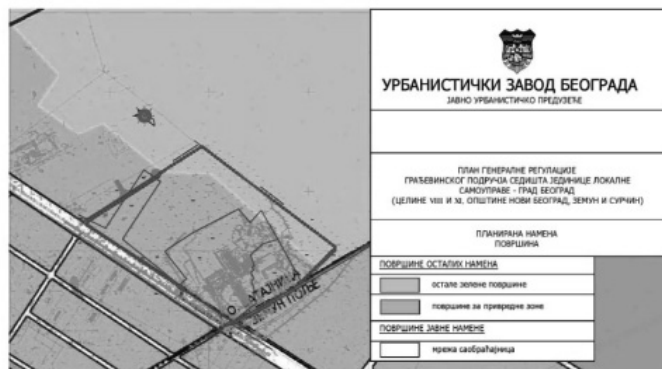 УРБАНИСТИЧКИ ЗАВОД БЕОГРАДА
ЈАВНО УРБАНИСТИЧКО ПРЕДУЗЕЋЕ
ПЛАН ГЕНЕРАЛНЕ РЕГУЛАЦИЈЕ
ГРАЂЕВИНСКОГ ПОДРУЧЈА СЕДИШТА ЈЕДИНИЦЕ ЛОКАЛНЕ
САМОУПРАВЕ - ГРАД БЕОГРАД
(ЦЕЛИНЕ VIII И XI, ОПШТИНЕ НОВИ БЕОГРАД, ЗЕМУН И СУРЧИН)
ПЛАНИРАНА НАМЕНА
ПОВРШИНА
ПОВРШИНЕ ОСТАЛИХ НАМЕНА
остале зелене површине
површине за привредне зоне
ПОВРШИНЕ ЈАВНЕ НАМЕНЕ
мрежа саобраћајница
ПОЉЕ